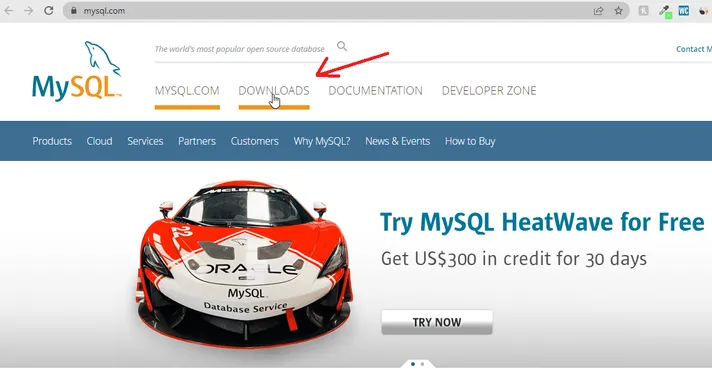 mysql.com
The world's most popular open source database
Contact M
MySQL™
MYSQL.COM DOWNLOADS DOCUMENTATION DEVELOPER ZONE
Products Cloud Services Partners Customers Why MySQL? News & Events How to Buy
22
ORACLE
MySQL
Database Service
Try MySQL HeatWave for Free
Get US$300 in credit for 30 days
TRY NOW